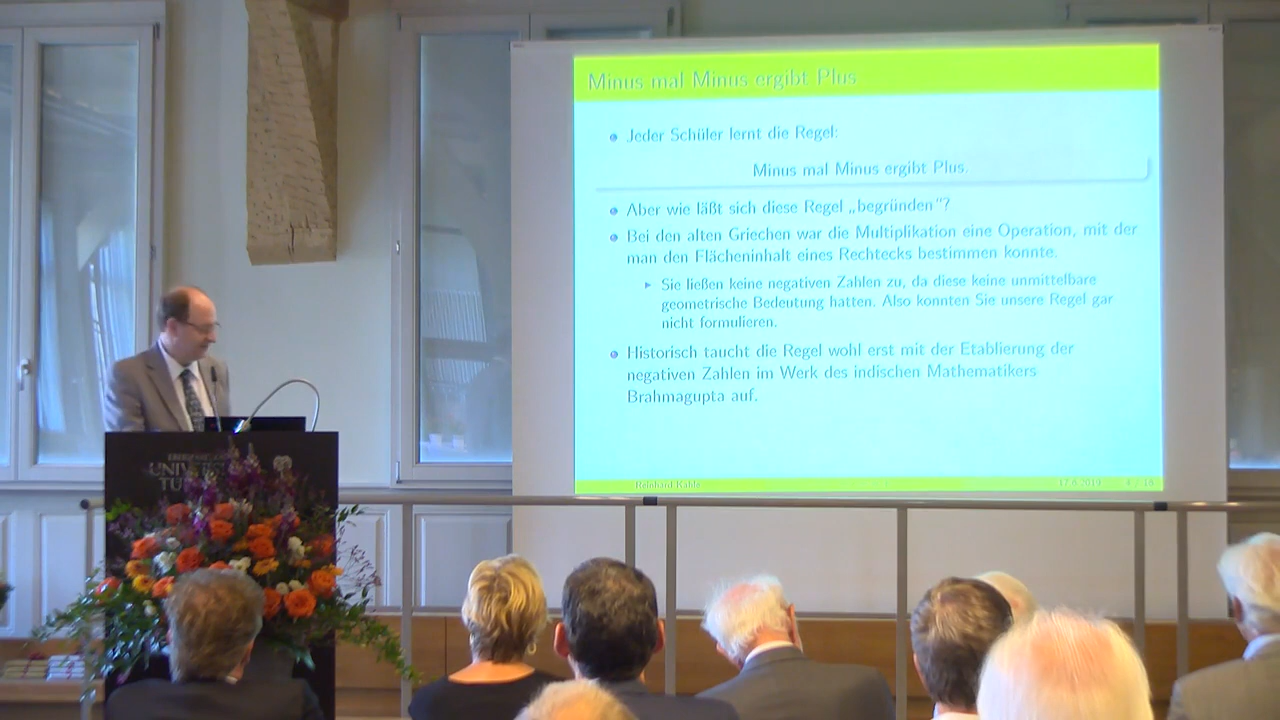 Minus mal Minus ergibt Plus
Jeder Schüler lernt die Regel:
Minus mal Minus ergibt Plus.
Aber wie läßt sich diese Regel „begründen“?
Bei den alten Griechen war die Multiplikation eine Operation, mit der
man den Flächeninhalt eines Rechtecks bestimmen konnte.
Sie ließen keine negativen Zahlen zu, da diese keine unmittelbare
geometrische Bedeutung hatten. Also konnten Sie unsere Regel gar
nicht formulieren.
Historisch taucht die Regel wohl erst mit der Etablierung der
negativen Zahlen im Werk des indischen Mathematikers
Brahmagupta auf.
Reinhard Kahle
17.6.2019 4 / 16